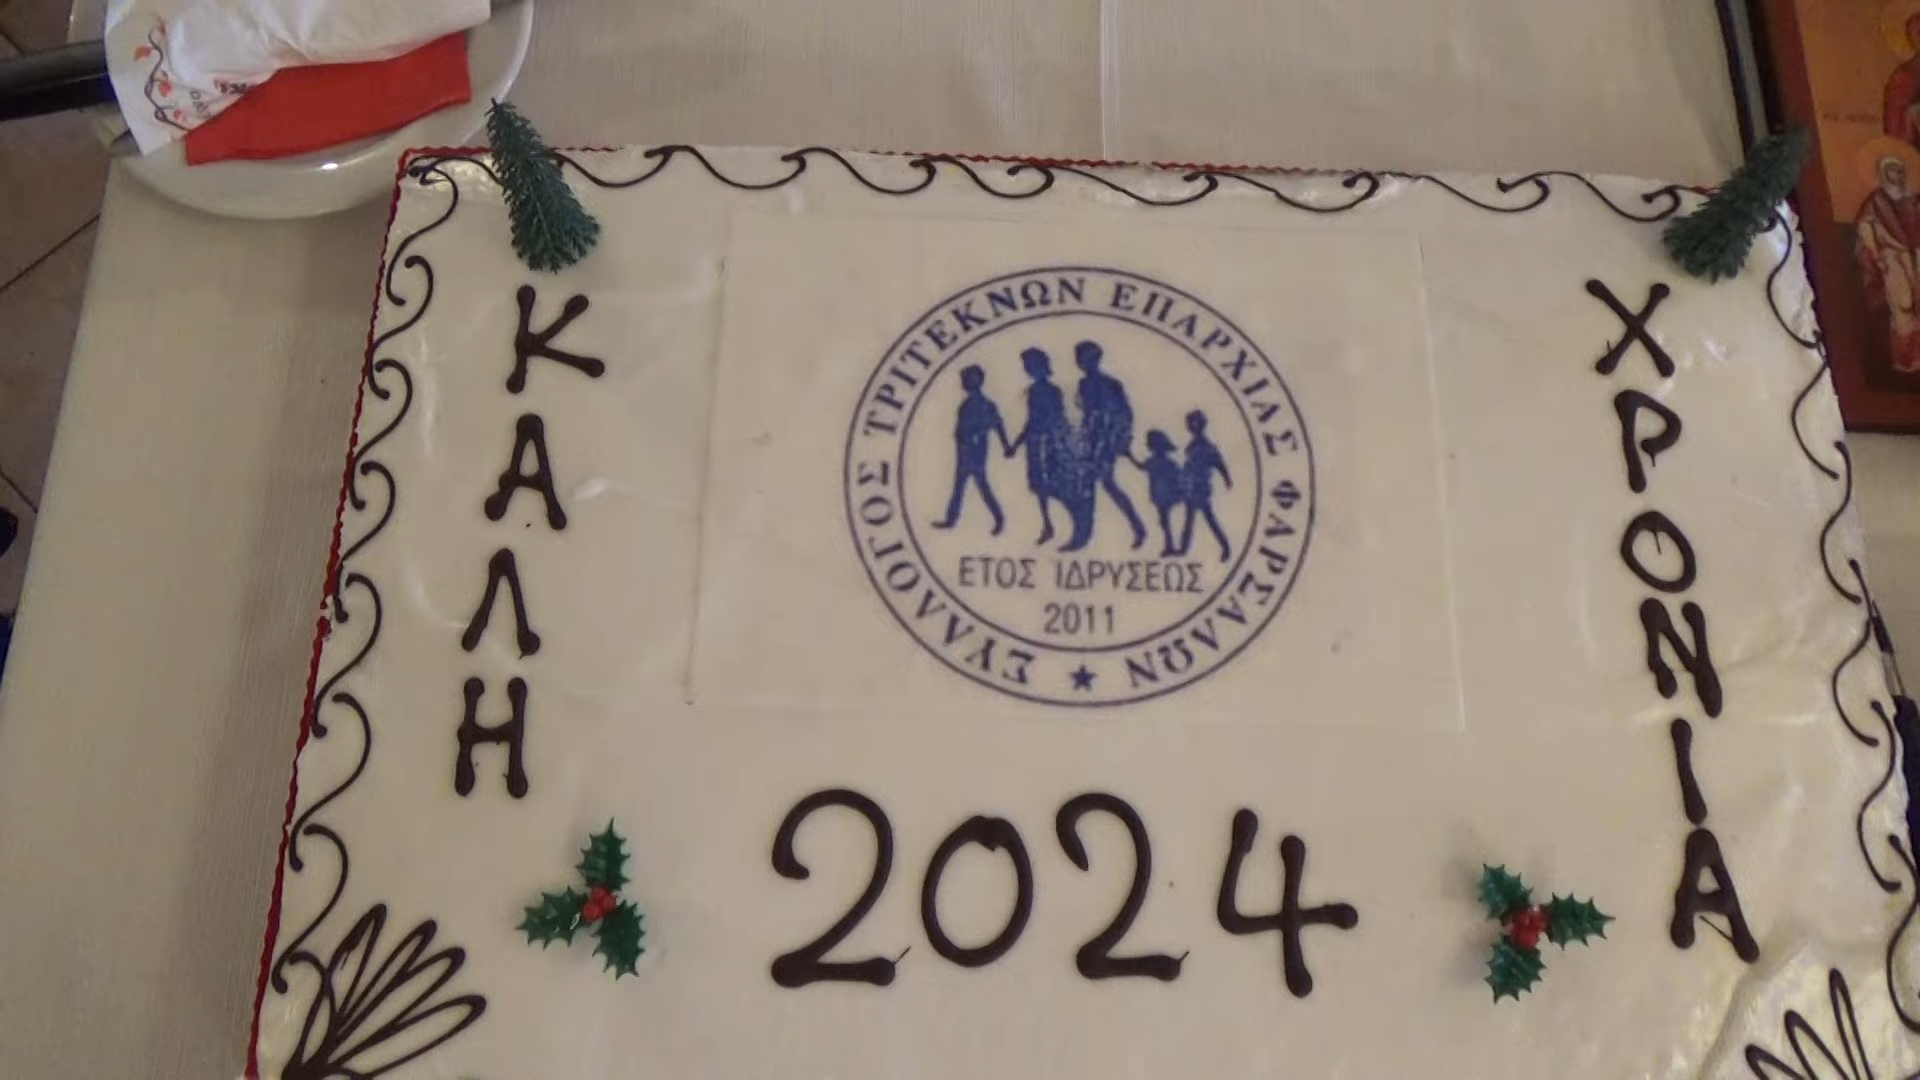 ΚΑΛΗ
ΣΥΛΛΟΓΟΣ ΤΡΙΤΕΚΝΩΝ ΕΠΑΡΧΙΑΣ ΦΑΡΣΑΛΩΝ
ΕΤΟΣ ΙΔΡΥΣΕΩΣ
2011
ΧΡΟΝΙΑ
2024